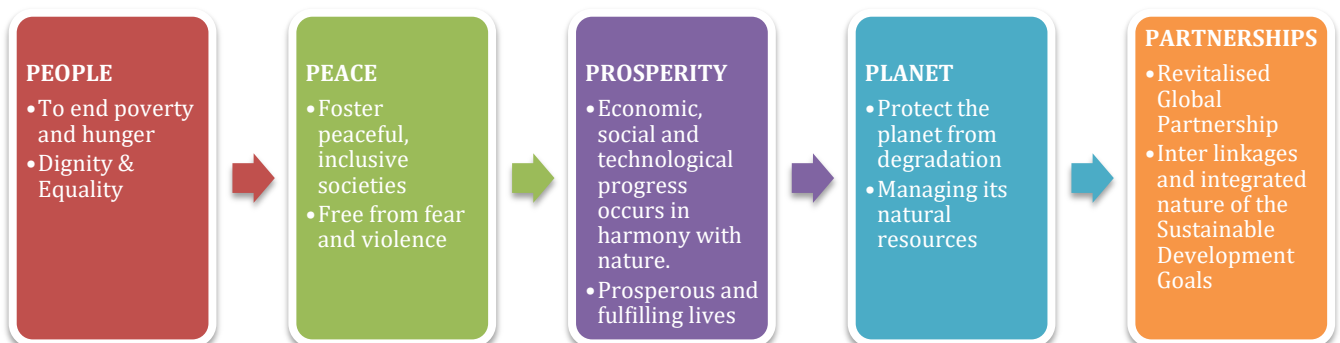 PEOPLE
•To end poverty
and hunger
•Dignity &
Equality
PEACE
•Foster
peaceful,
inclusive
societies
•Free from fear
and violence
PROSPERITY
•Economic,
social and
technological
progress
occurs in
harmony with
nature.
•Prosperous and
fulfilling lives
PLANET
•Protect the
planet from
degradation
•Managing its
natural
resources
PARTNERSHIPS
•Revitalised
Global
Partnership
•Inter linkages
and integrated
nature of the
Sustainable
Development
Goals